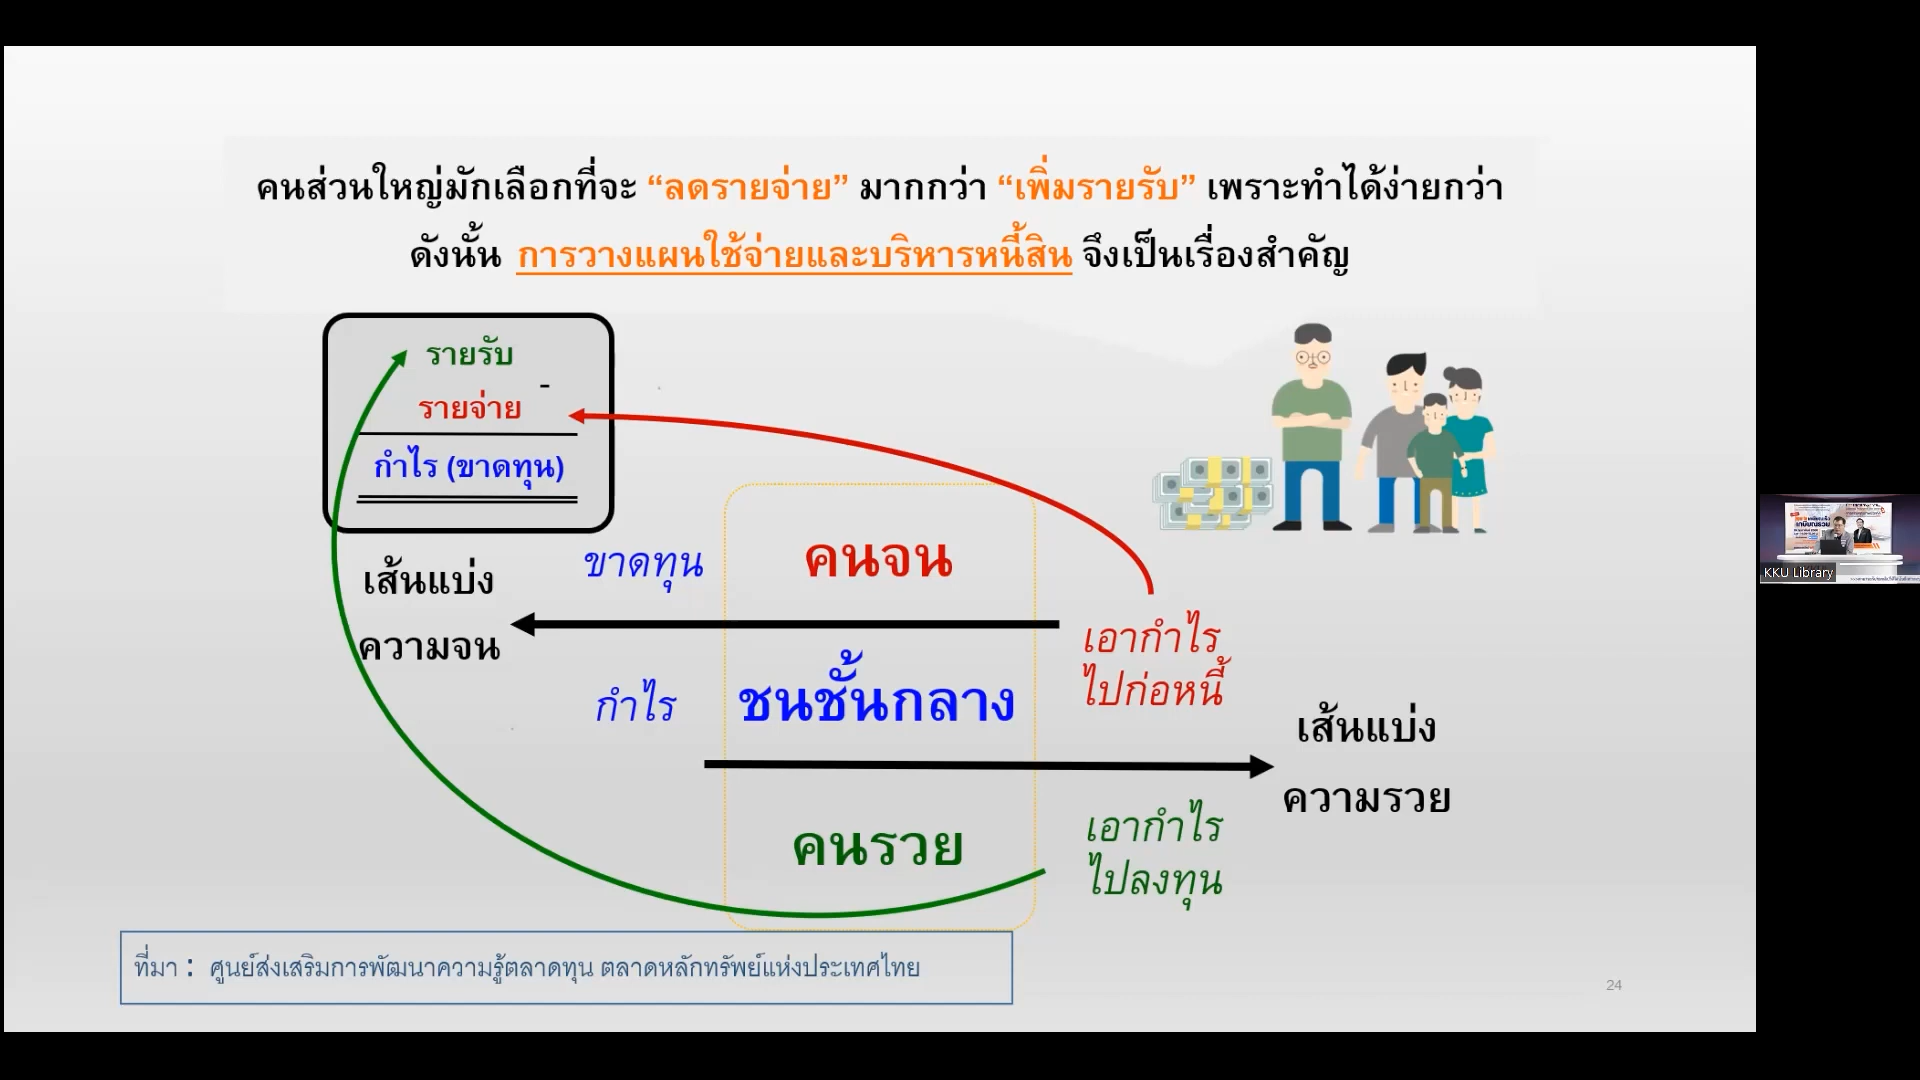 คนส่วนใหญ่มักเลือกที่จะ “ลดรายจ่าย” มากกว่า “เพิ่มรายรับ” เพราะทำได้ง่ายกว่า
ดังนั้น การวางแผนใช้จ่ายและบริหารหนี้สิน จึงเป็นเรื่องสำคัญ
รายรับ
-
รายจ่าย
กำไร (ขาดทุน)
เส้นแบ่ง
ความจน
ขาดทุน
คนจน
กำไร
ชนชั้นกลาง
เอากำไร
ไปก่อหนี้
เส้นแบ่ง
ความรวย
คนรวย
เอากำไร
ไปลงทุน
ที่มา : ศูนย์ส่งเสริมการพัฒนาความรู้ตลาดทุน ตลาดหลักทรัพย์แห่งประเทศไทย
24
KKU Library